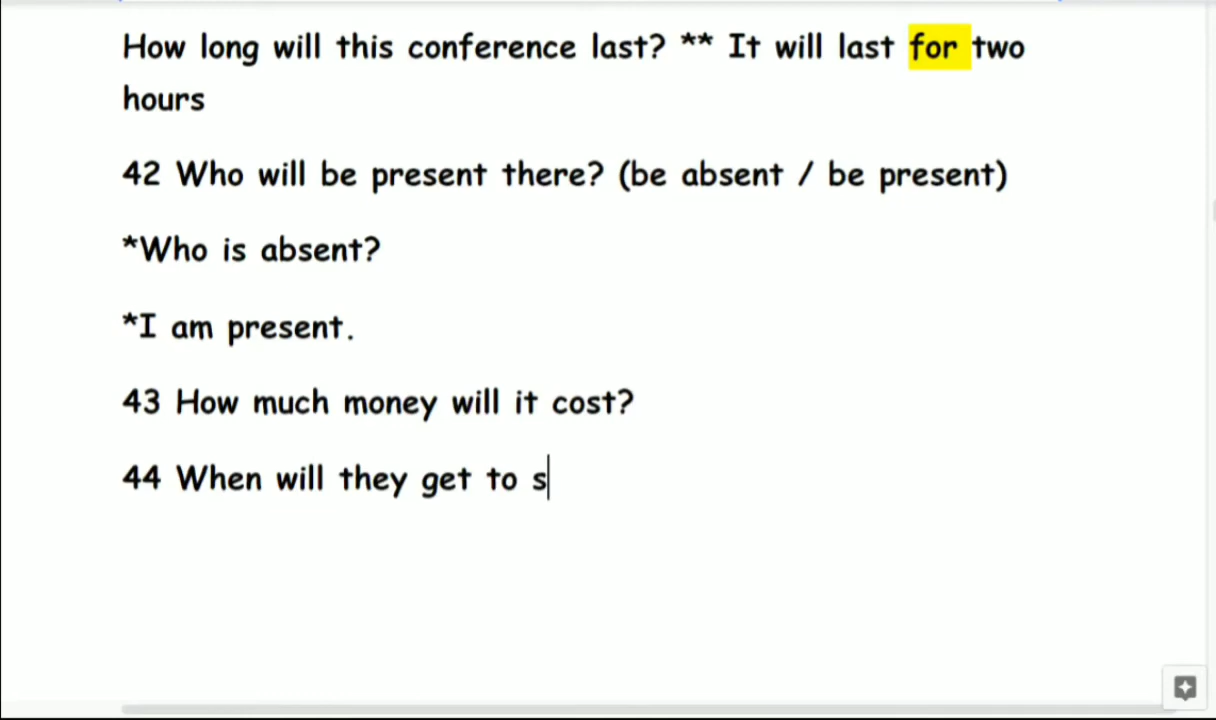 How long will this conference last? ** It will last for two
hours
42 Who will be present there? (be absent / be present)
*Who is absent?
*I am present.
43 How much money will it cost?
44 When will they get to s